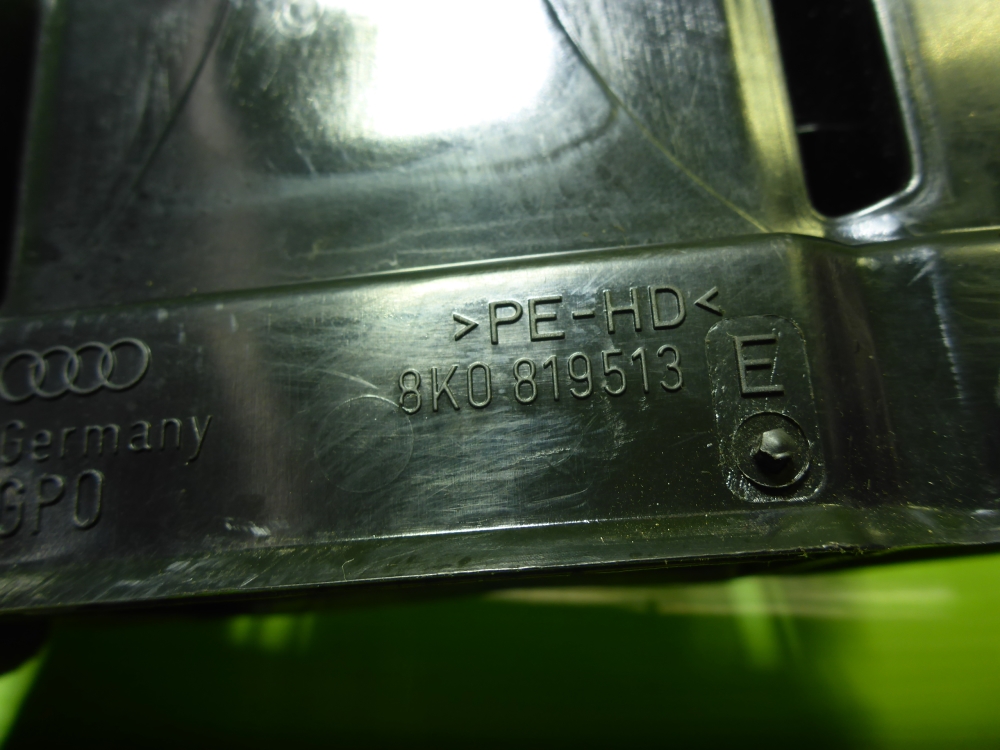 >PE-HD<
8K0 819513
E
Germany
GPO